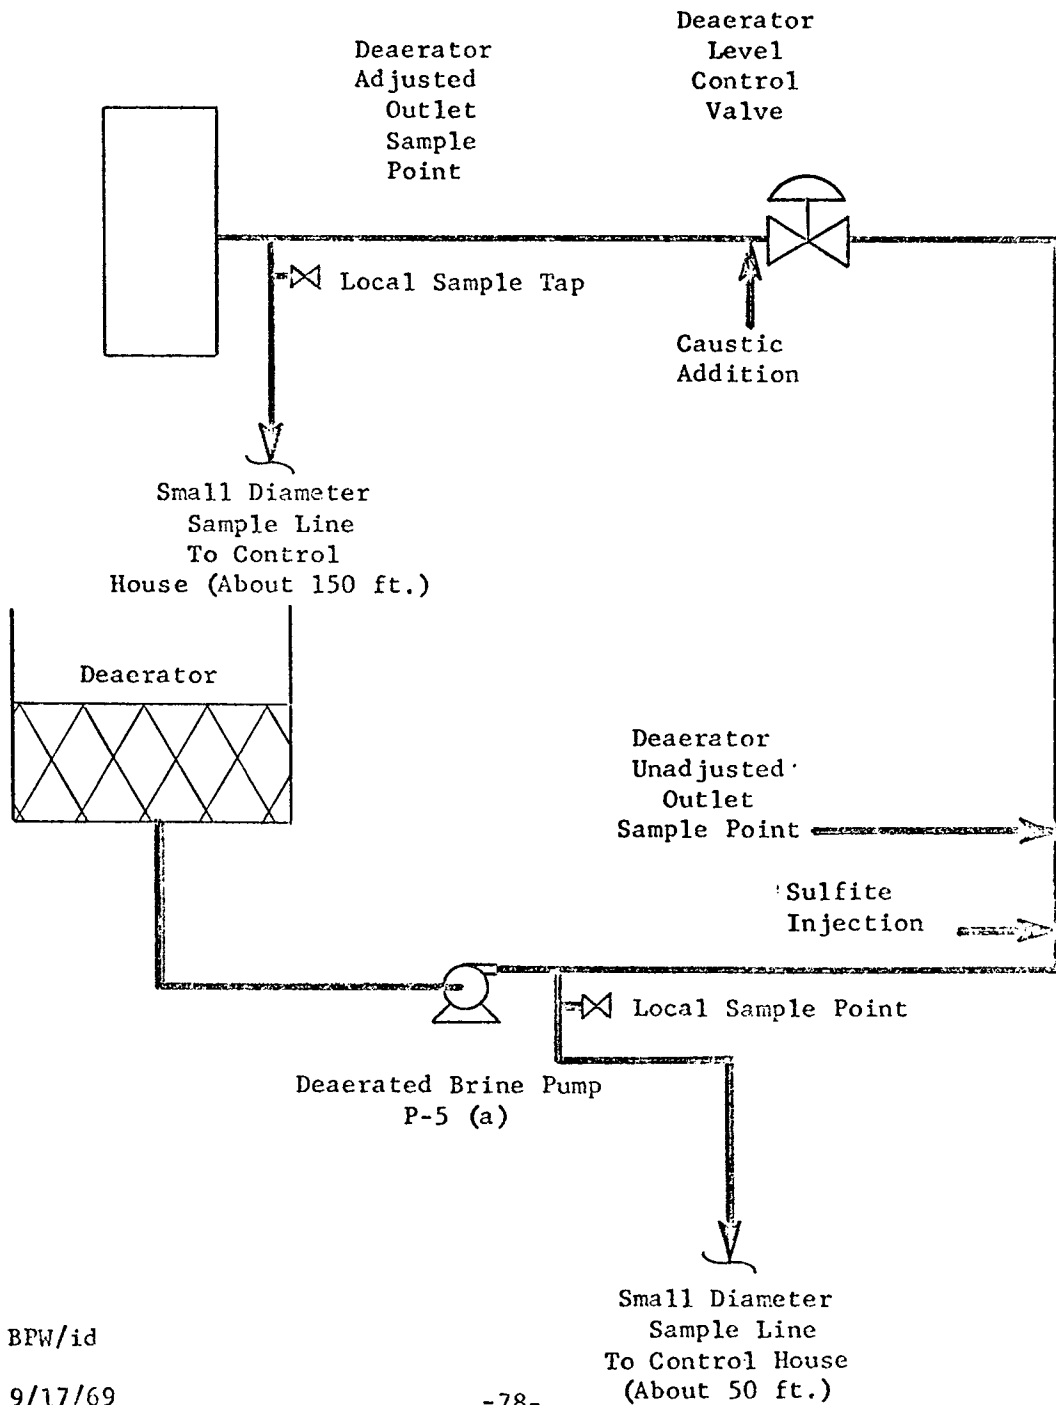 Deaerator
Adjusted
Outlet
Sample
Point
Deaerator
Level
Control
Valve
Local Sample Tap
Caustic
Addition
Small Diameter
Sample Line
To Control
House (About 150 ft.)
Deaerator
Deaerator
Unadjusted
Outlet
Sample Point
Sulfite
Injection
Local Sample Point
Deaerated Brine Pump
P-5 (a)
Small Diameter
Sample Line
To Control House
(About 50 ft.)
BPW/id
9/17/69
-78-